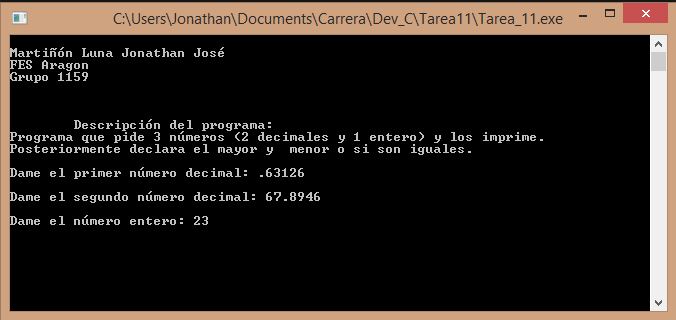 C:\Users\Jonathan\Documents\Carrera\Dev_C\Tarea11\Tarea_11.exe
Martiñón Luna Jonathan José
FES Aragon
Grupo 1159
Descripción del programa:
Programa que pide 3 números (2 decimales y 1 entero) y los imprime.
Posteriormente declara el mayor y  menor o si son iguales.
Dame el primer número decimal: .63126
Dame el segundo número decimal: 67.8946
Dame el número entero: 23